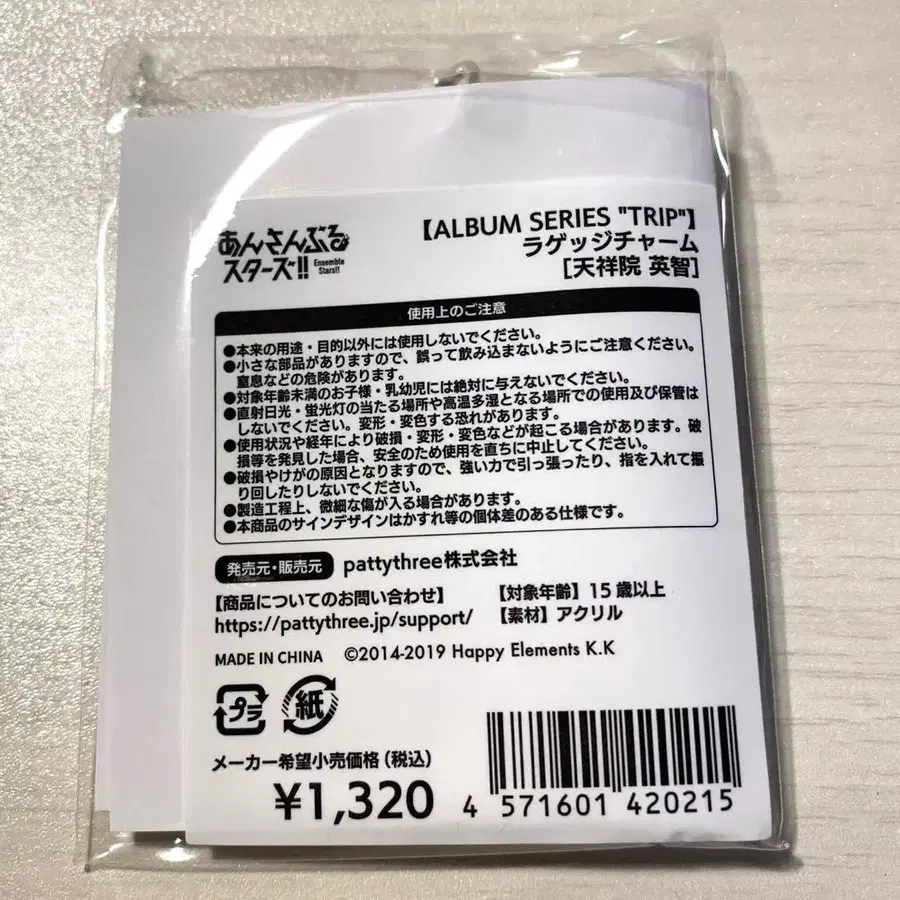 あんさんぶる
スターズ!!
Ensemble
Stars!!
【ALBUM SERIES "TRIP"】
ラゲッジチャーム
[天祥院 英智]
使用上のご注意
●本来の用途・目的以外には使用しないでください。
●小さな部品がありますので、誤って飲み込まないようにご注意ください。
窒息などの危険があります。
●対象年齢未満のお子様・乳幼児には絶対に与えないでください。
●直射日光・蛍光灯の当たる場所や高温多湿となる場所での使用及び保管は
しないでください。変形・変色する恐れがあります。
●使用状況や経年により破損・変形・変色などが起こる場合があります。破
損等を発見した場合、安全のため使用を直ちに中止してください。
●破損やけがの原因となりますので、強い力で引っ張ったり、指を入れて振
り回したりしないでください。
●製造工程上、微細な傷が入る場合があります。
●本商品のサインデザインはかすれ等の個体差のある仕様です。
発売元・販売元 pattythree株式会社
【商品についてのお問い合わせ】 【対象年齢】 15歳以上
https://pattythree.jp/support/ 【素材】 アクリル
MADE IN CHINA ©2014-2019 Happy Elements K.K
プラ 紙
メーカー希望小売価格（税込）
¥1,320
4 571601 420215